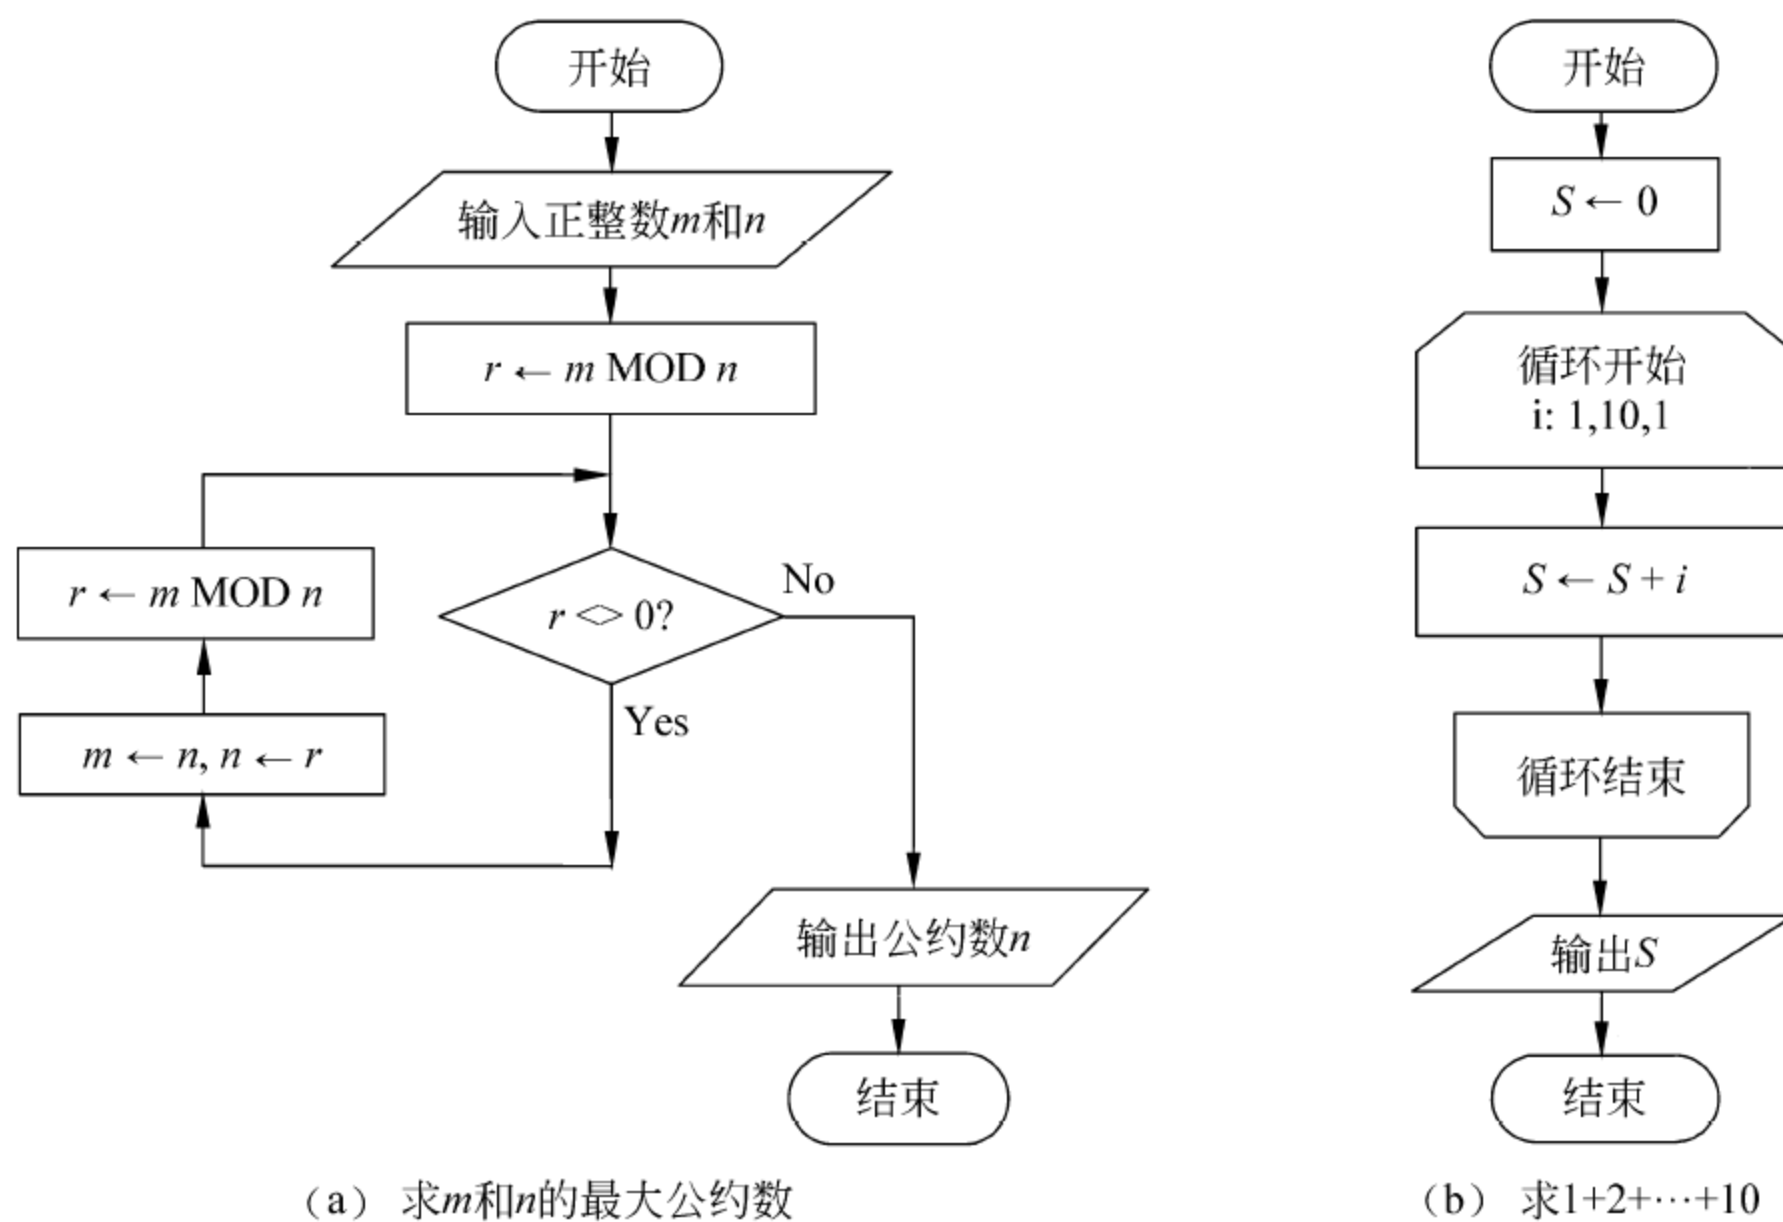 开始
输入正整数m和n
r ← m MOD n
r ← m MOD n
r <> 0?
No
Yes
m ← n, n ← r
输出公约数n
结束
（a） 求m和n的最大公约数
开始
S ← 0
循环开始
i: 1,10,1
S ← S + i
循环结束
输出S
结束
（b） 求1+2+⋯+10